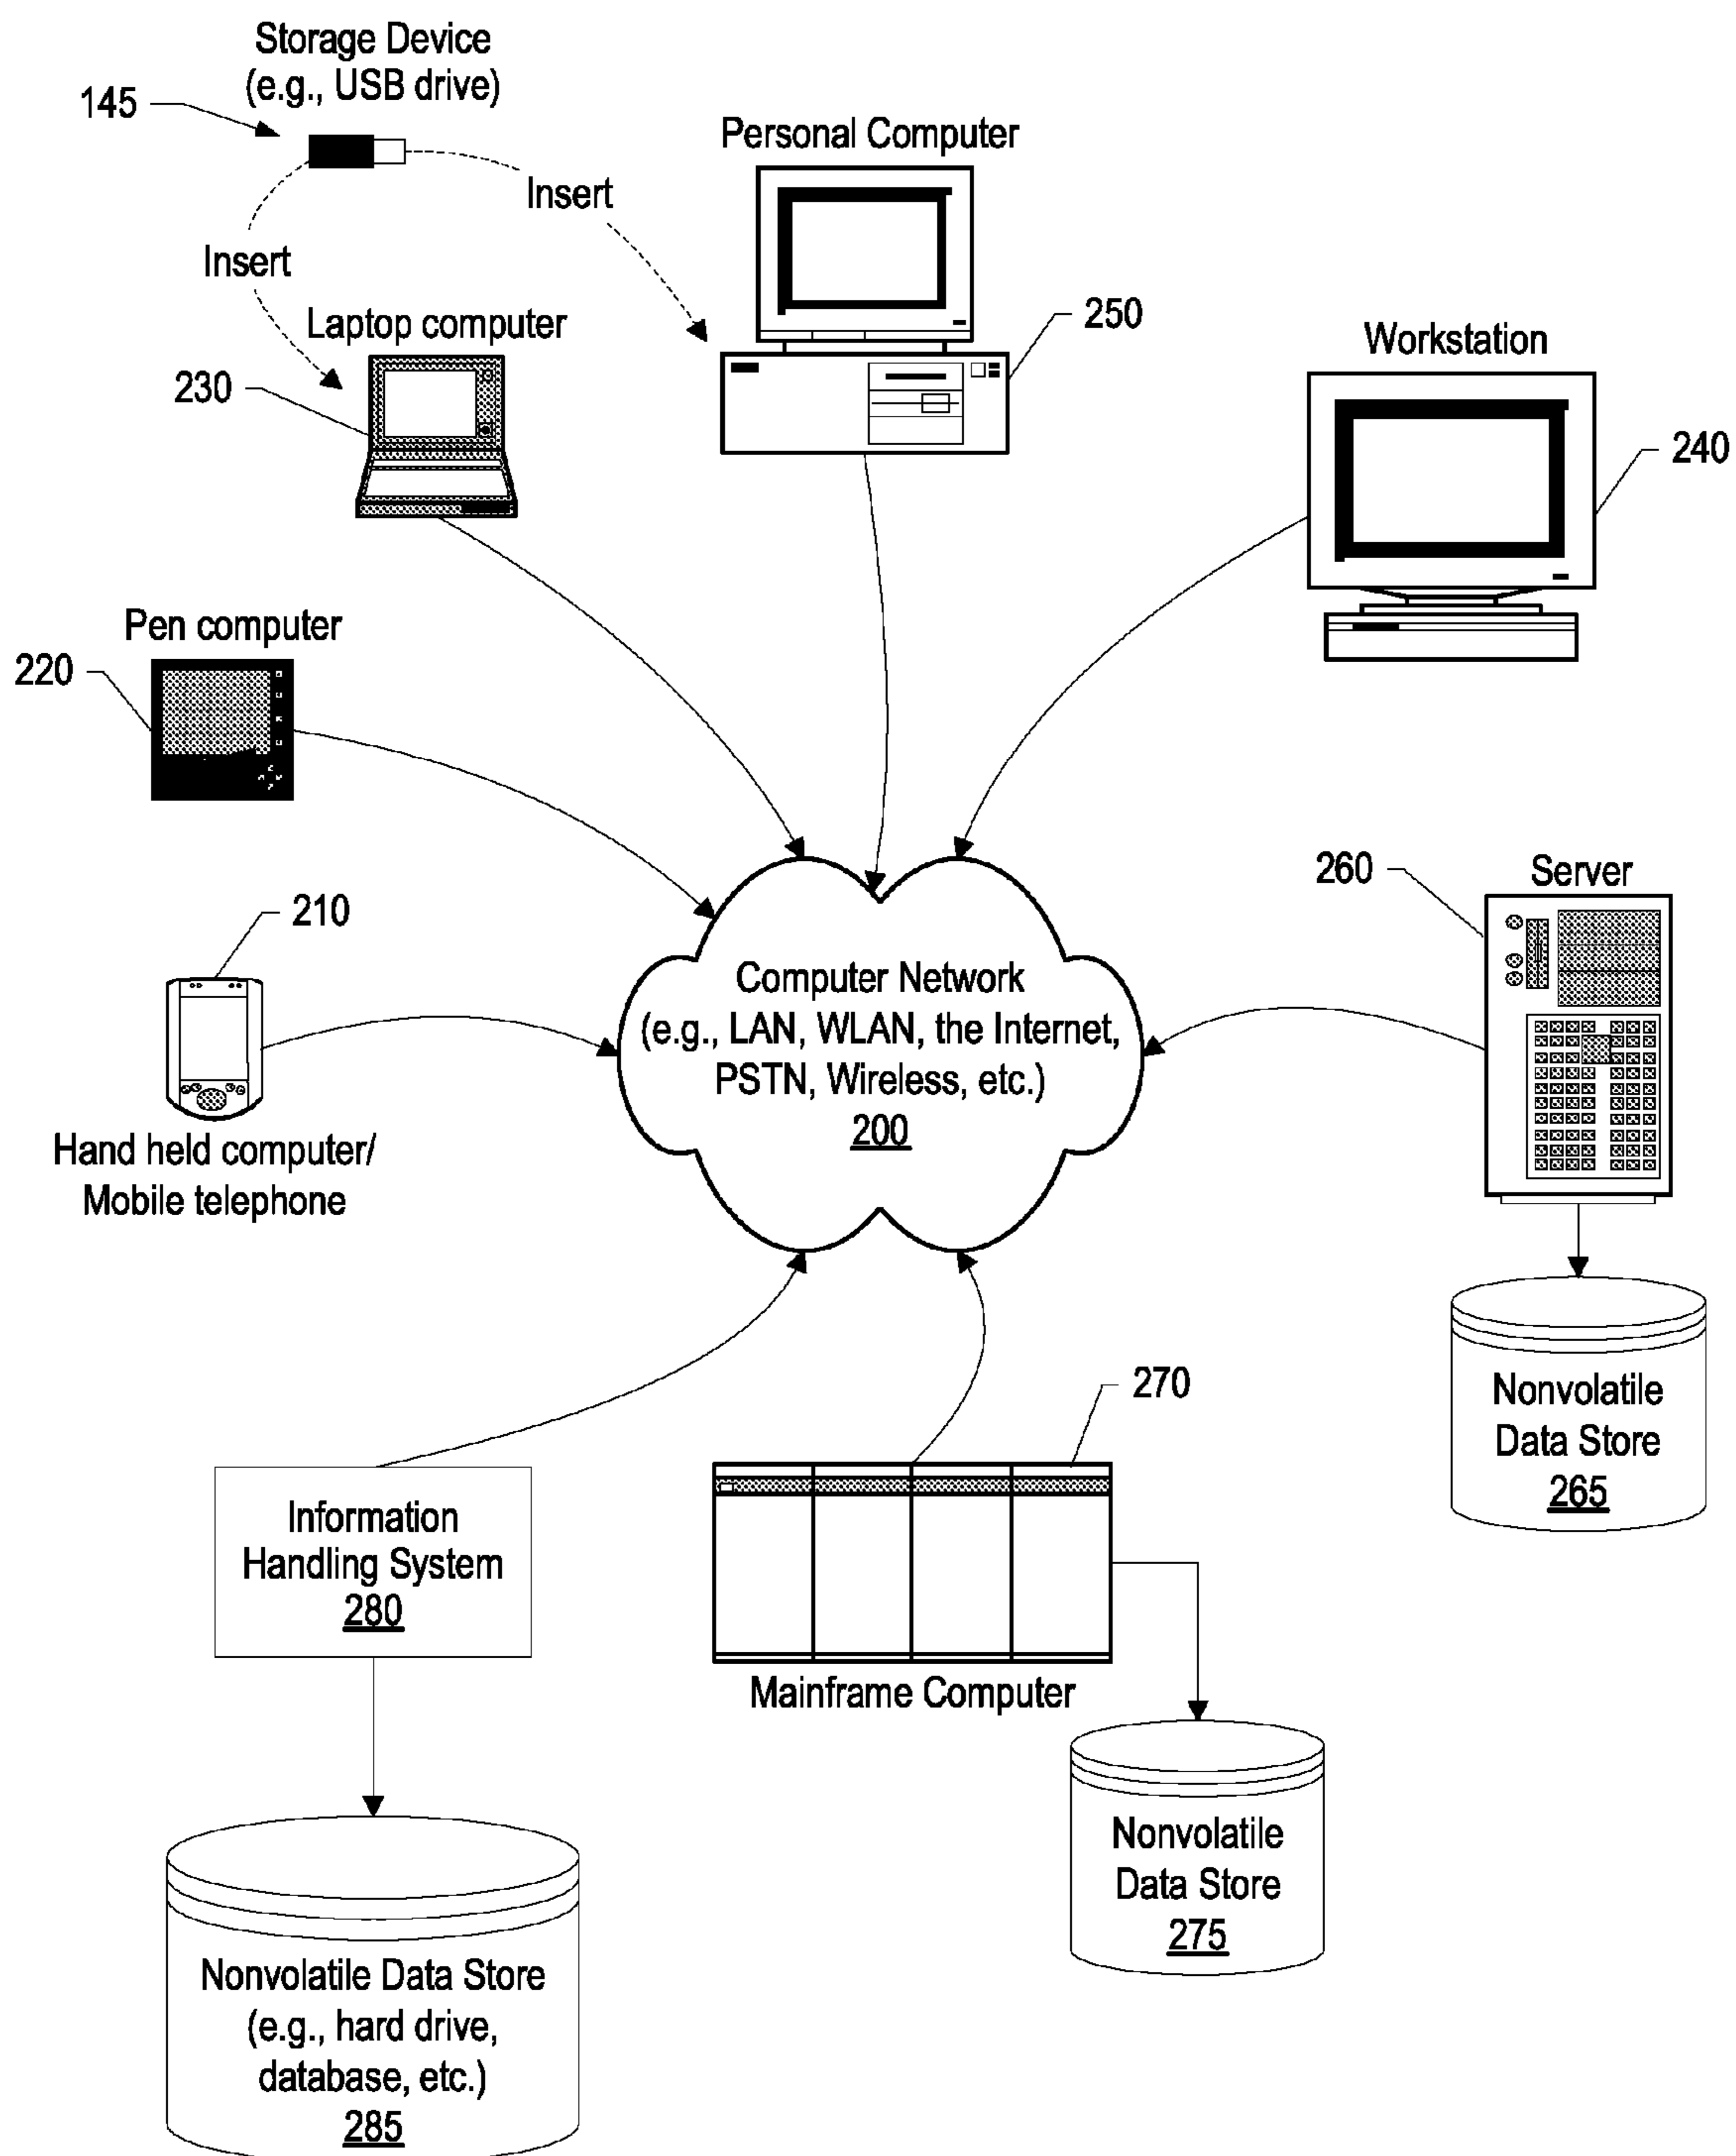 Storage Device
(e.g., USB drive)
145
Insert
Insert
Personal Computer
250
Laptop computer
230
Workstation
240
Pen computer
220
210
Hand held computer/
Mobile telephone
Computer Network
(e.g., LAN, WLAN, the Internet,
PSTN, Wireless, etc.)
200
260
Server
Nonvolatile
Data Store
265
270
Mainframe Computer
Information
Handling System
280
Nonvolatile
Data Store
275
Nonvolatile Data Store
(e.g., hard drive,
database, etc.)
285